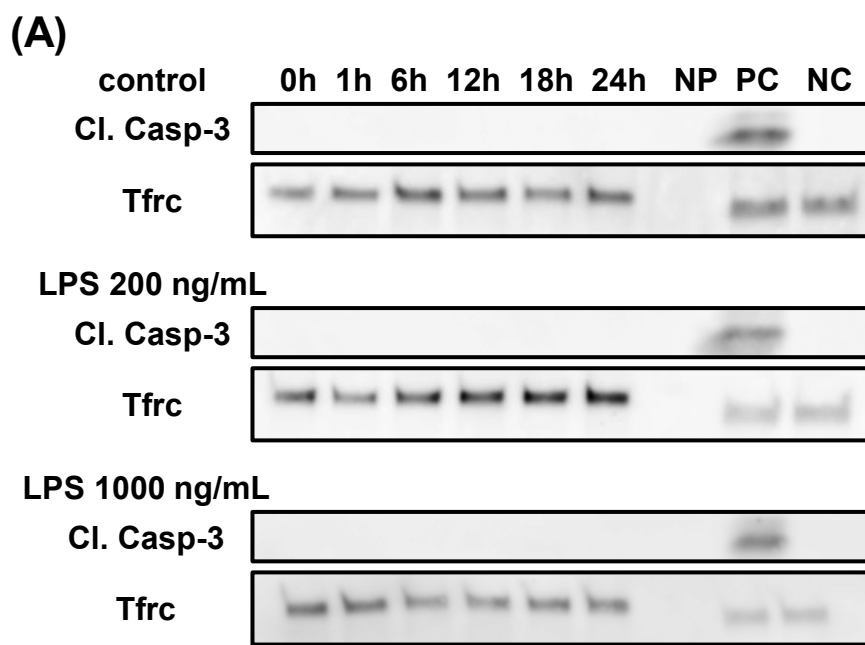 (A)
control 0h 1h 6h 12h 18h 24h NP PC NC
Cl. Casp-3
Tfrc
LPS 200 ng/mL
Cl. Casp-3
Tfrc
LPS 1000 ng/mL
Cl. Casp-3
Tfrc